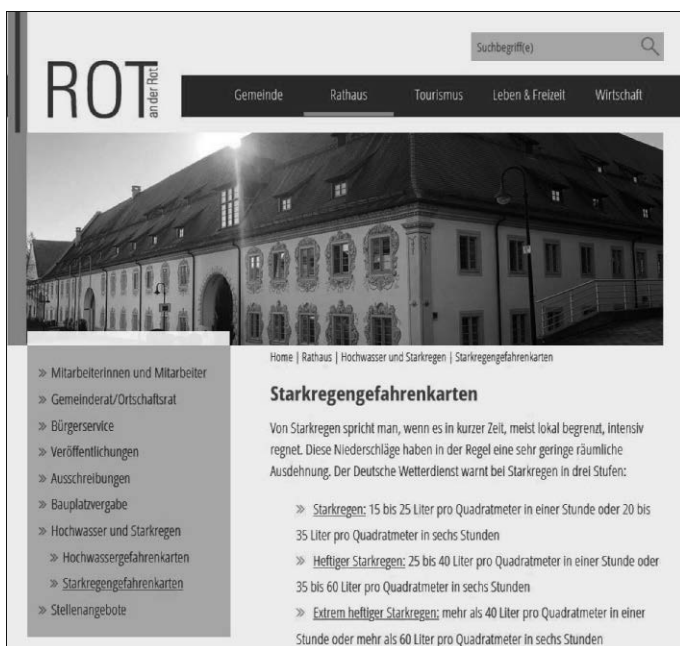 Suchbegriff(e)
ROT
an der Rot
Gemeinde Rathaus Tourismus Leben & Freizeit Wirtschaft
Home | Rathaus | Hochwasser und Starkregen | Starkregengefahrenkarten
» Mitarbeiterinnen und Mitarbeiter
» Gemeinderat/Ortschaftsrat
» Bürgerservice
» Veröffentlichungen
» Ausschreibungen
» Bauplatzvergabe
» Hochwasser und Starkregen
» Hochwassergefahrenkarten
» Starkregengefahrenkarten
» Stellenangebote
Starkregengefahrenkarten
Von Starkregen spricht man, wenn es in kurzer Zeit, meist lokal begrenzt, intensiv
regnet. Diese Niederschläge haben in der Regel eine sehr geringe räumliche
Ausdehnung. Der Deutsche Wetterdienst warnt bei Starkregen in drei Stufen:
» Starkregen: 15 bis 25 Liter pro Quadratmeter in einer Stunde oder 20 bis
35 Liter pro Quadratmeter in sechs Stunden
» Heftiger Starkregen: 25 bis 40 Liter pro Quadratmeter in einer Stunde oder
35 bis 60 Liter pro Quadratmeter in sechs Stunden
» Extrem heftiger Starkregen: mehr als 40 Liter pro Quadratmeter in einer
Stunde oder mehr als 60 Liter pro Quadratmeter in sechs Stunden